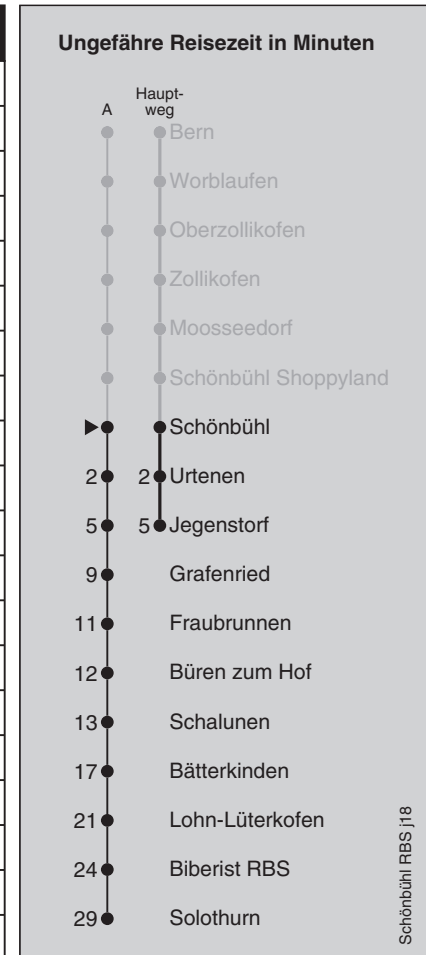 Ungefähre Reisezeit in Minuten
A Haupt-
weg
Bern
Worblaufen
Oberzollikofen
Zollikofen
Moosseedorf
Schönbühl Shoppyland
Schönbühl
2 2 Urtenen
5 5 Jegenstorf
9 Grafenried
11 Fraubrunnen
12 Büren zum Hof
13 Schalunen
17 Bätterkinden
21 Lohn-Lüterkofen
24 Biberist RBS
29 Solothurn
Schönbühl RBS j18